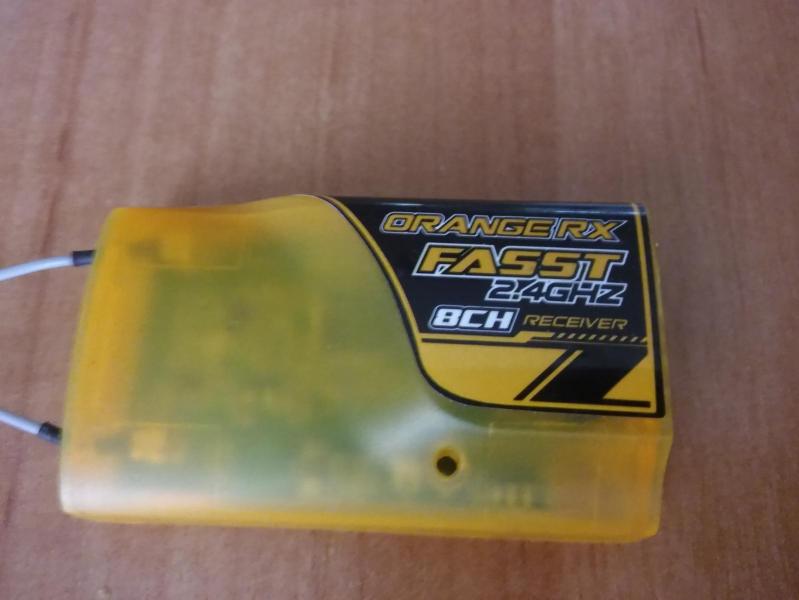 ORANGE RX
FASST
2.4GHZ
8CH RECEIVER